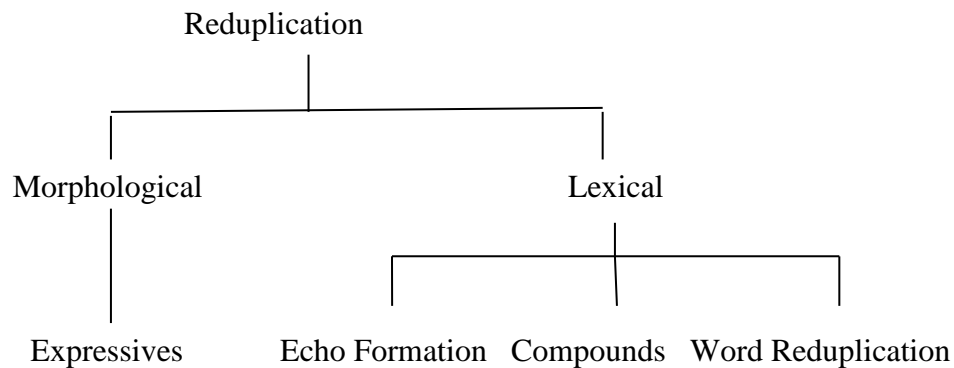 Reduplication
Morphological Lexical
Expressives Echo Formation Compounds Word Reduplication